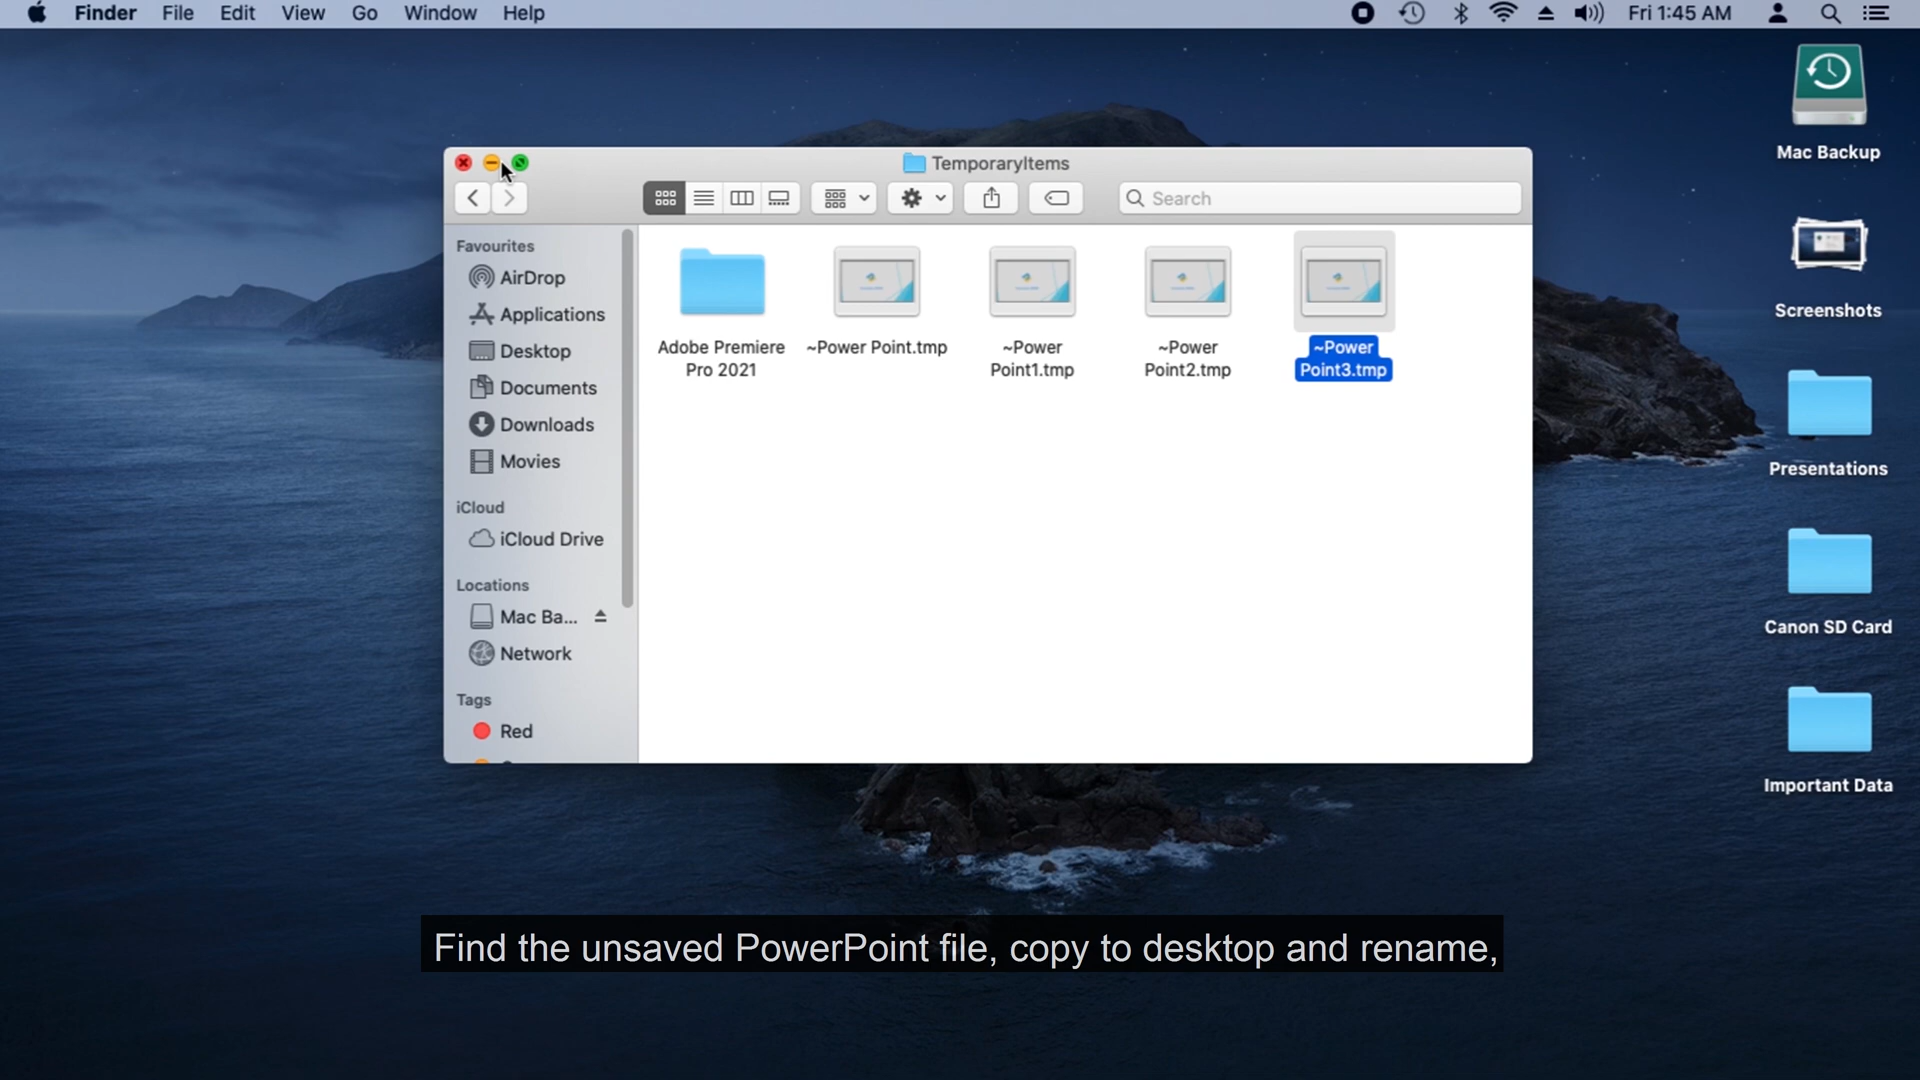 Finder File Edit View Go Window Help Fri 1:45 AM
TemporaryItems
Search
Favourites
AirDrop
Applications
Desktop
Documents
Downloads
Movies
iCloud
iCloud Drive
Locations
Mac Ba...
Network
Tags
Red
Adobe Premiere
Pro 2021
~Power Point.tmp
~Power
Point1.tmp
~Power
Point2.tmp
~Power
Point3.tmp
Mac Backup
Screenshots
Presentations
Canon SD Card
Important Data
Find the unsaved PowerPoint file, copy to desktop and rename,